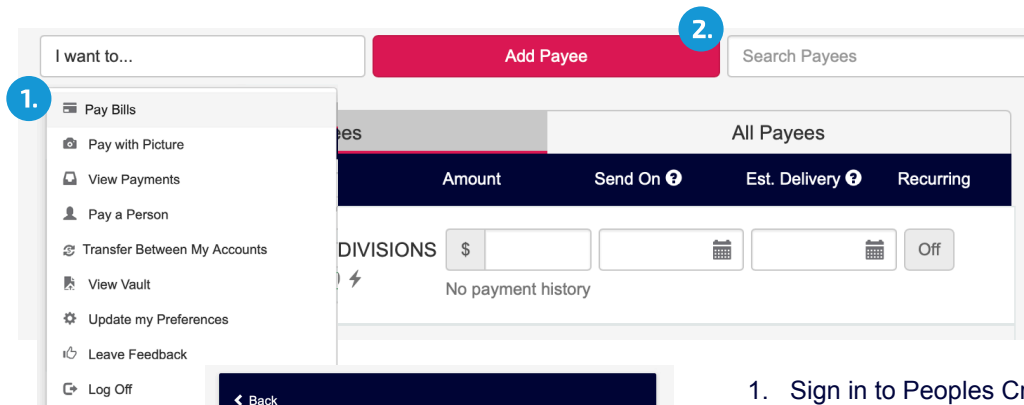 2.
I want to...
Add Payee
Search Payees
1.
Pay Bills
Pay with Picture
View Payments
Pay a Person
Transfer Between My Accounts
View Vault
Update my Preferences
Leave Feedback
Log Off
All Payees
Amount Send On ? Est. Delivery ? Recurring
DIVISIONS $ Off
No payment history
Back
1. Sign in to Peoples